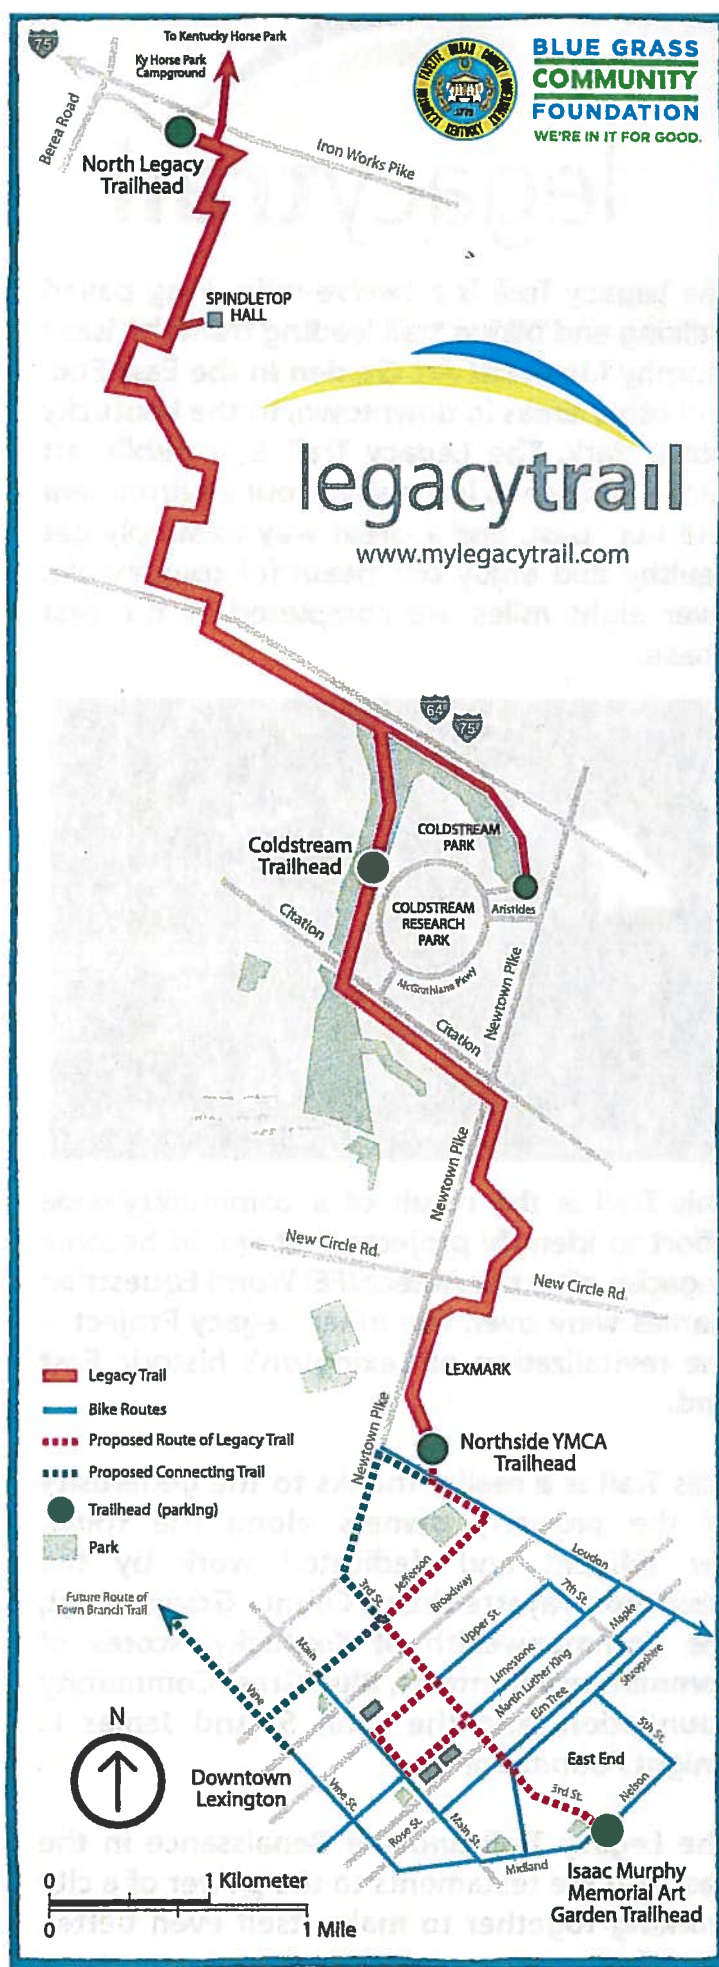 75
To Kentucky Horse Park
Ky Horse Park
Campground
Berea Road
North Legacy
Trailhead
Iron Works Pike
BLUE GRASS
COMMUNITY
FOUNDATION
WE'RE IN IT FOR GOOD.
SPINDLETOP
HALL
legacytrail
www.mylegacytrail.com
64
75
COLDSTREAM
PARK
Coldstream
Trailhead
COLDSTREAM
RESEARCH
PARK
Aristides
Citation
McGrathiana Pkwy
Newtown Pike
Citation
Newtown Pike
New Circle Rd.
New Circle Rd.
LEXMARK
Legacy Trail
Bike Routes
Proposed Route of Legacy Trail
Proposed Connecting Trail
Trailhead (parking)
Park
Newtown Pike
Northside YMCA
Trailhead
Loudon
Jefferson
3rd St.
Broadway
7th St.
Maple
Upper St.
Shropshire
Limestone
Martin Luther King
Elm Tree
5th St.
Future Route of
Town Branch Trail
Main
Vine
N
Downtown
Lexington
Vine St.
Rose St.
Main St.
East End
3rd St.
Nelson
Midland
Isaac Murphy
Memorial Art
Garden Trailhead
0
1 Kilometer
0
1 Mile